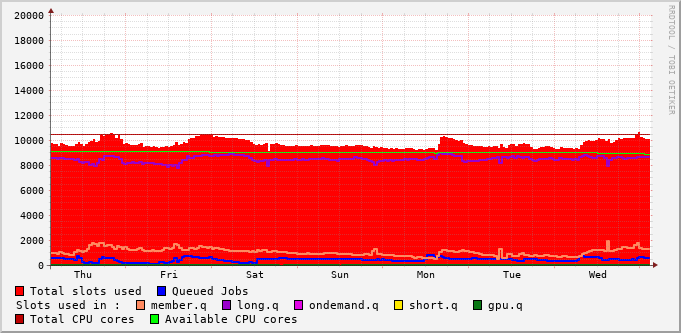 RRDTOOL / TOBI OETIKER
20000
18000
16000
14000
12000
10000
8000
6000
4000
2000
0
Thu Fri Sat Sun Mon Tue Wed
Total slots used Queued Jobs
Slots used in : member.q long.q ondemand.q short.q gpu.q
Total CPU cores Available CPU cores